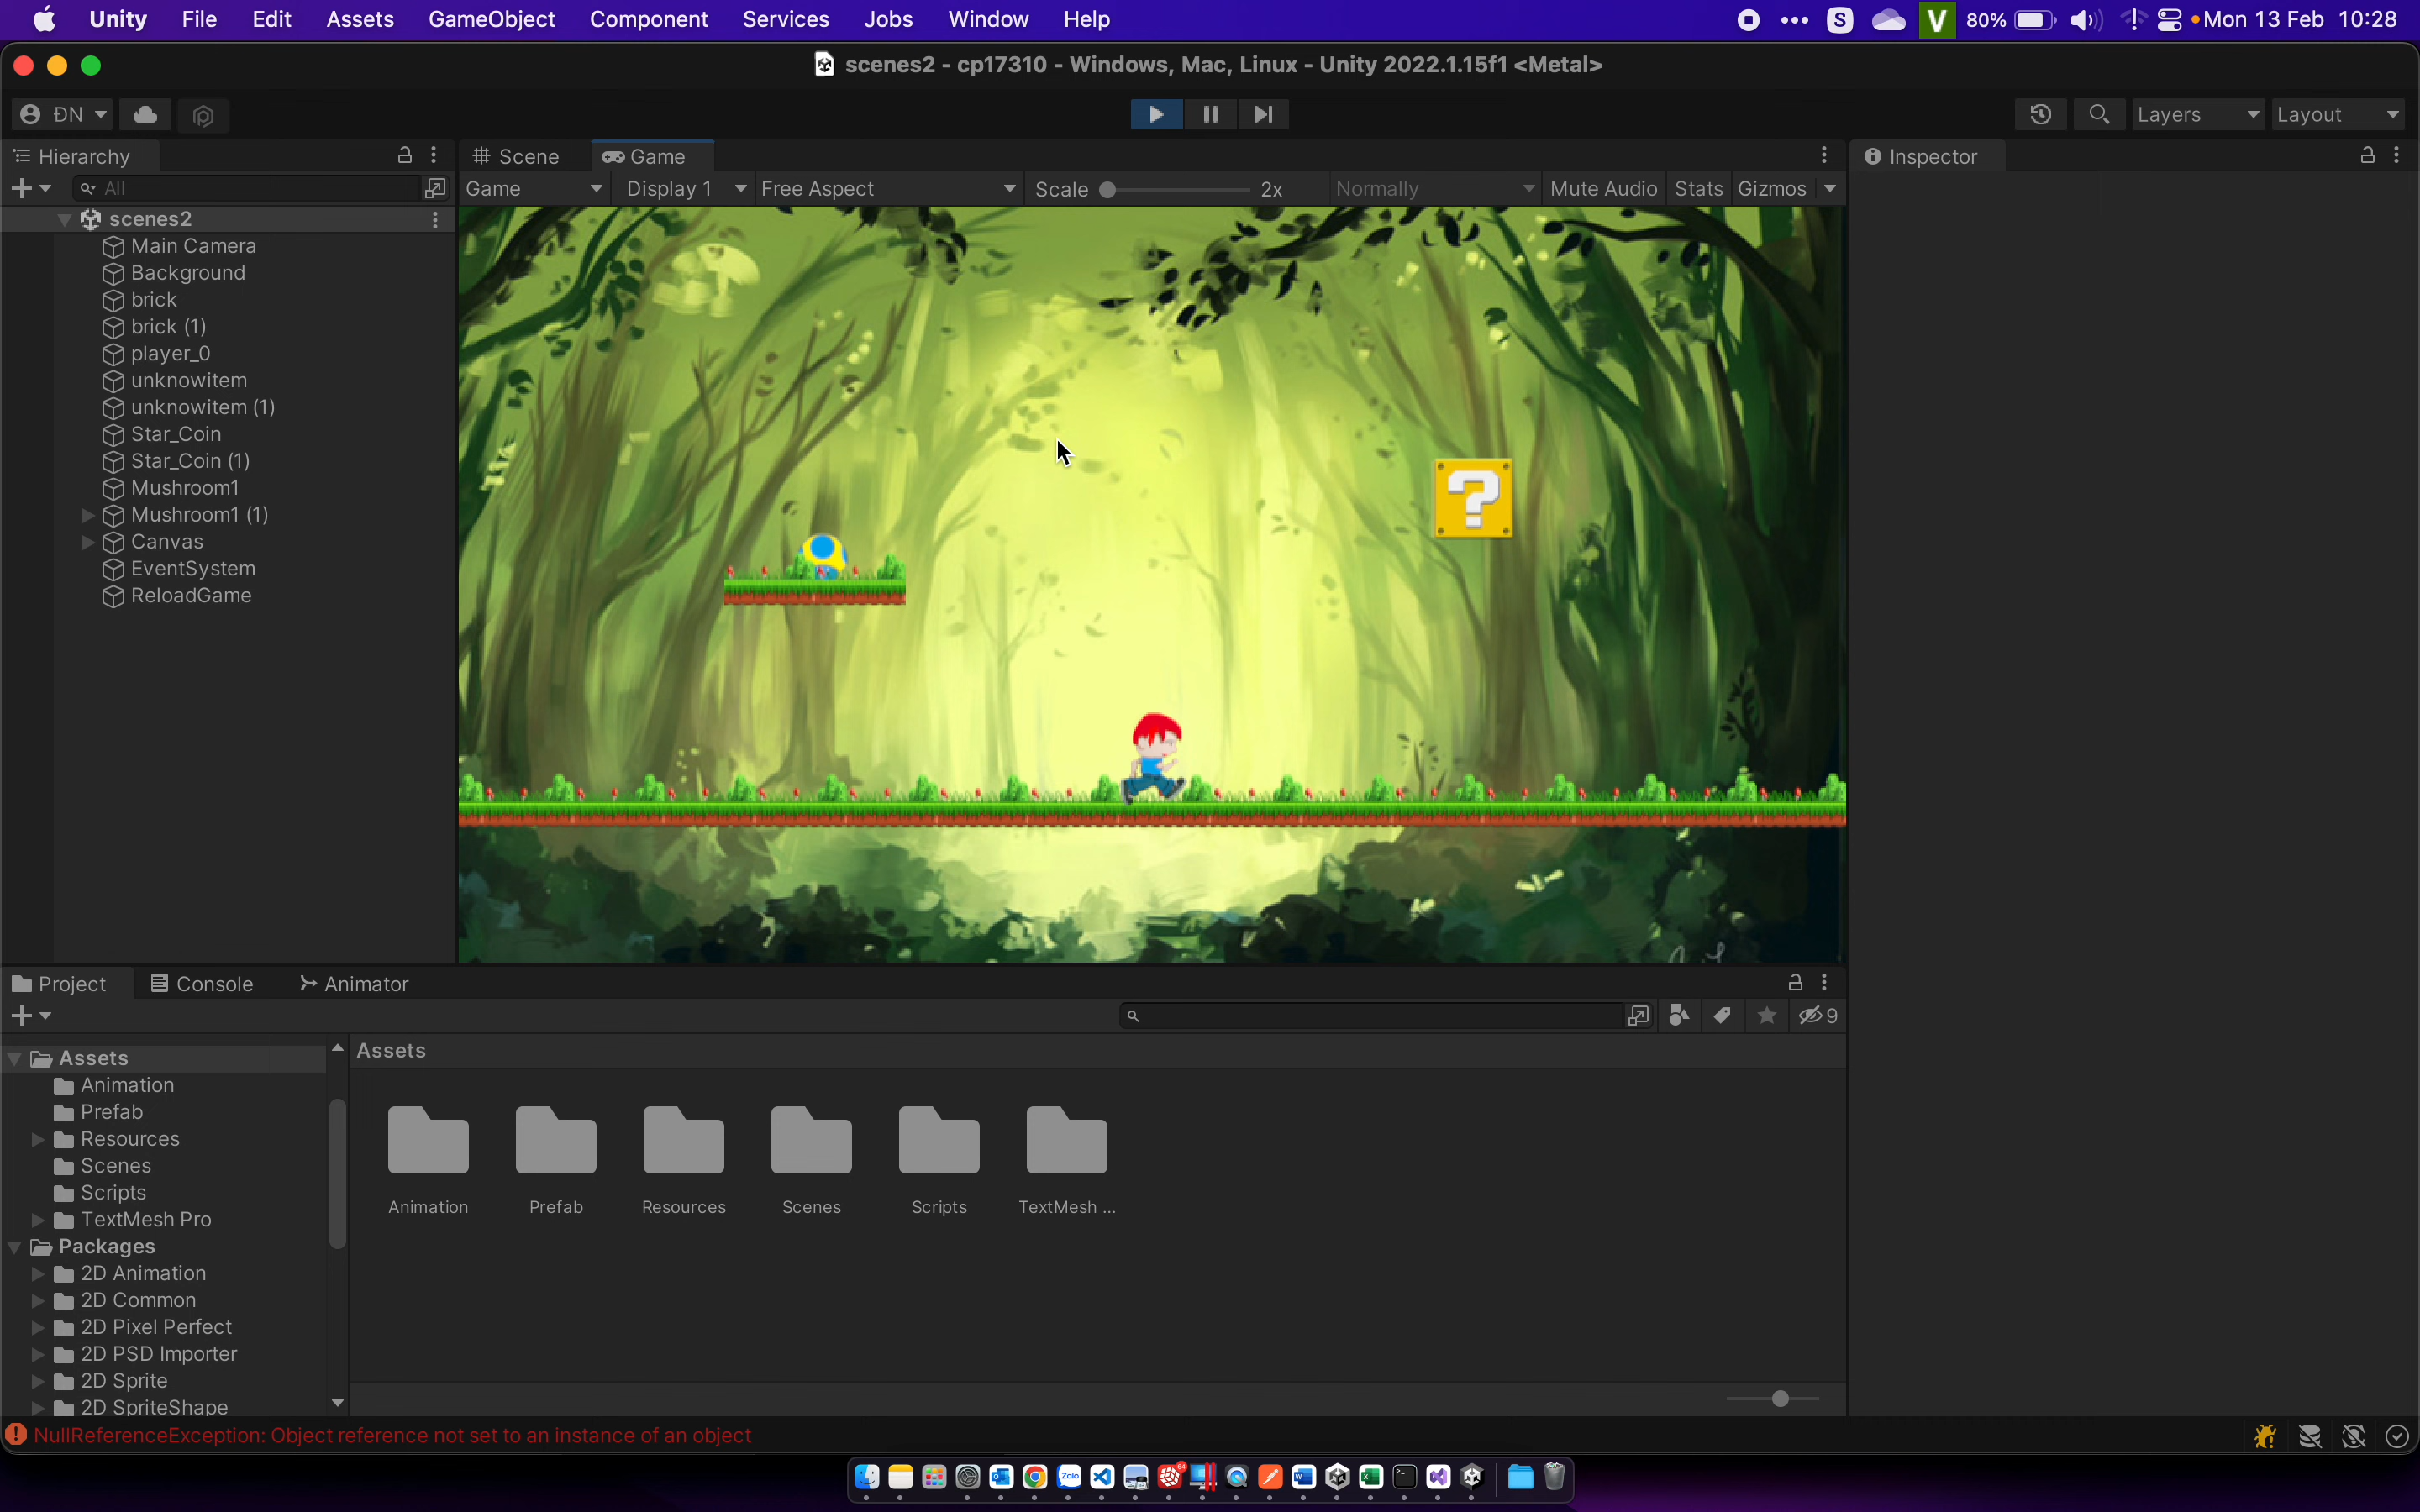 Unity File Edit Assets GameObject Component Services Jobs Window Help S V 80% Mon 13 Feb 10:28
scenes2 - cp17310 - Windows, Mac, Linux - Unity 2022.1.15f1 <Metal>
ĐN Layers Layout
Hierarchy Scene Game Inspector
All Game Display 1 Free Aspect Scale 2x Normally Mute Audio Stats Gizmos
scenes2
Main Camera
Background
brick
brick (1)
player_0
unknowitem
unknowitem (1)
Star_Coin
Star_Coin (1)
Mushroom1
Mushroom1 (1)
Canvas
EventSystem
ReloadGame
?
Project Console Animator
9
Assets
Animation
Prefab
Resources
Scenes
Scripts
TextMesh Pro
Packages
2D Animation
2D Common
2D Pixel Perfect
2D PSD Importer
2D Sprite
2D SpriteShape
Assets
Animation Prefab Resources Scenes Scripts TextMesh ...
NullReferenceException: Object reference not set to an instance of an object
Zalo
64